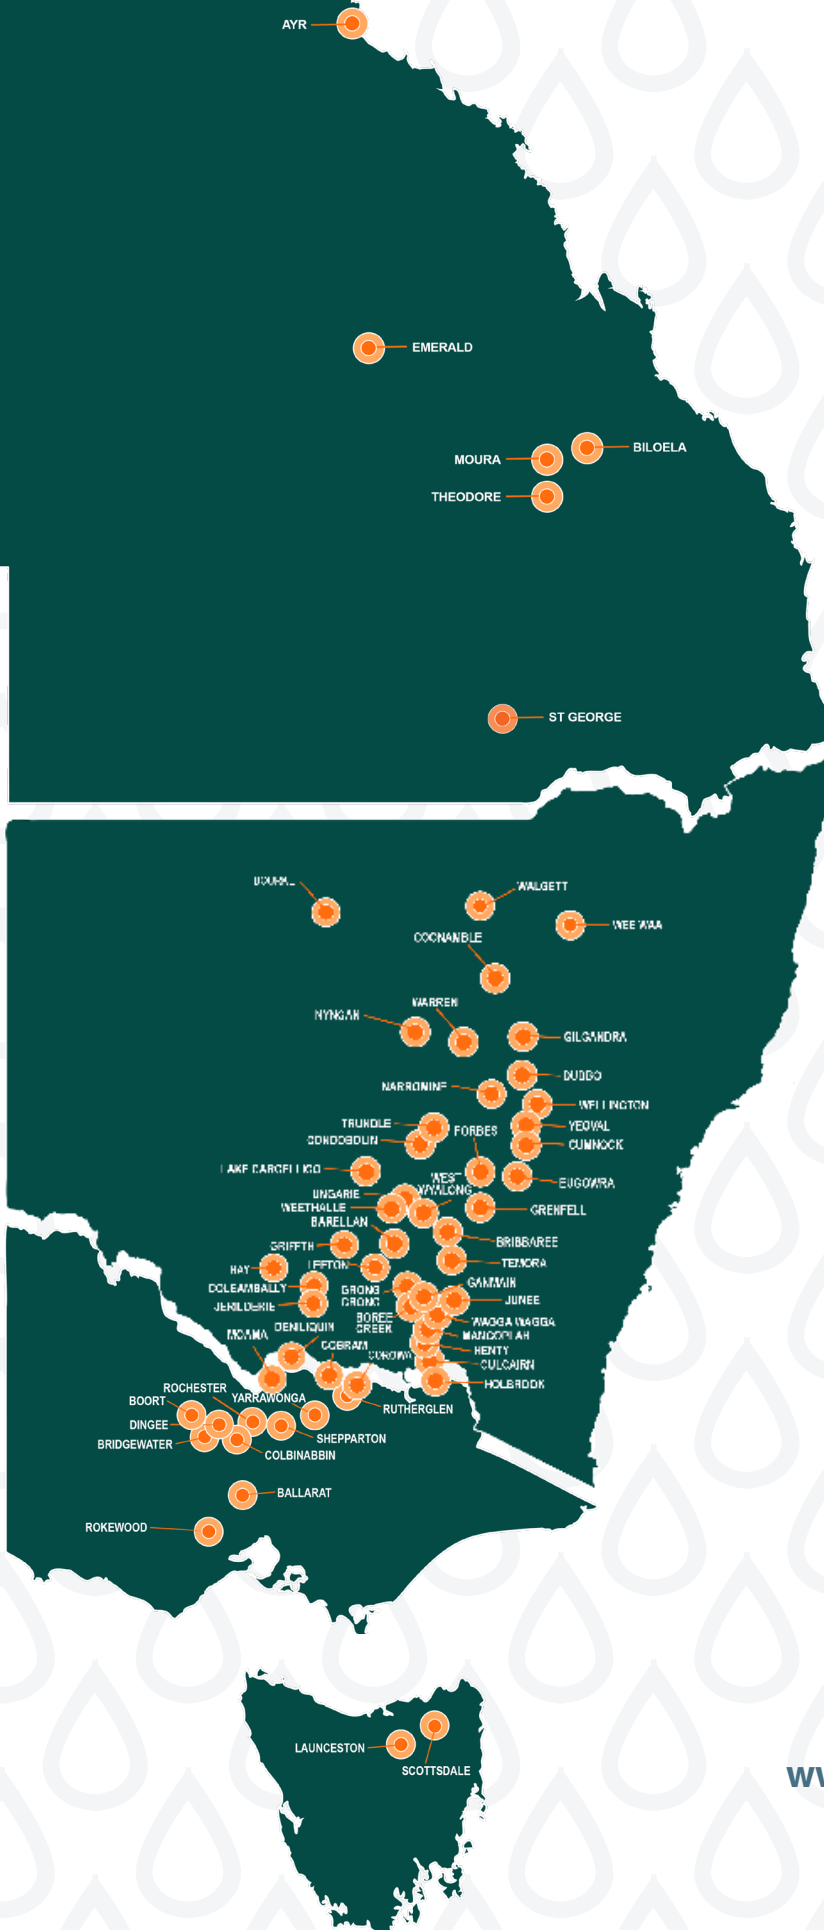 AYR
EMERALD
BILOELA
MOURA
THEODORE
ST GEORGE
WALGETT
WEE WAA
COONAMBLE
WARREN
NYNGAN
GILGANDRA
DUBBO
NARROMINE
WELLINGTON
TRUNDLE
YEOVAL
FORBES
CONDOBOLIN
CUMNOCK
LAKE CARGELLIGO
WEST
WYALONG
EUGOWRA
UNGARIE
WEETHALLE
GRENFELL
BARELLAN
BRIBBAREE
GRIFFITH
LEETON
TEMORA
HAY
COLEAMBALLY
GRONG
GRONG
GANMAIN
JUNEE
JERILDERIE
BOREE
CREEK
WAGGA WAGGA
DENILIQUIN
MANGOPLAH
MOAMA
COBRAM
HENTY
COROWA
CULCAIRN
HOLBROOK
ROCHESTER
YARRAWONGA
BOORT
RUTHERGLEN
DINGEE
SHEPPARTON
BRIDGEWATER
COLBINABBIN
BALLARAT
ROKEWOOD
LAUNCESTON
SCOTTSDALE